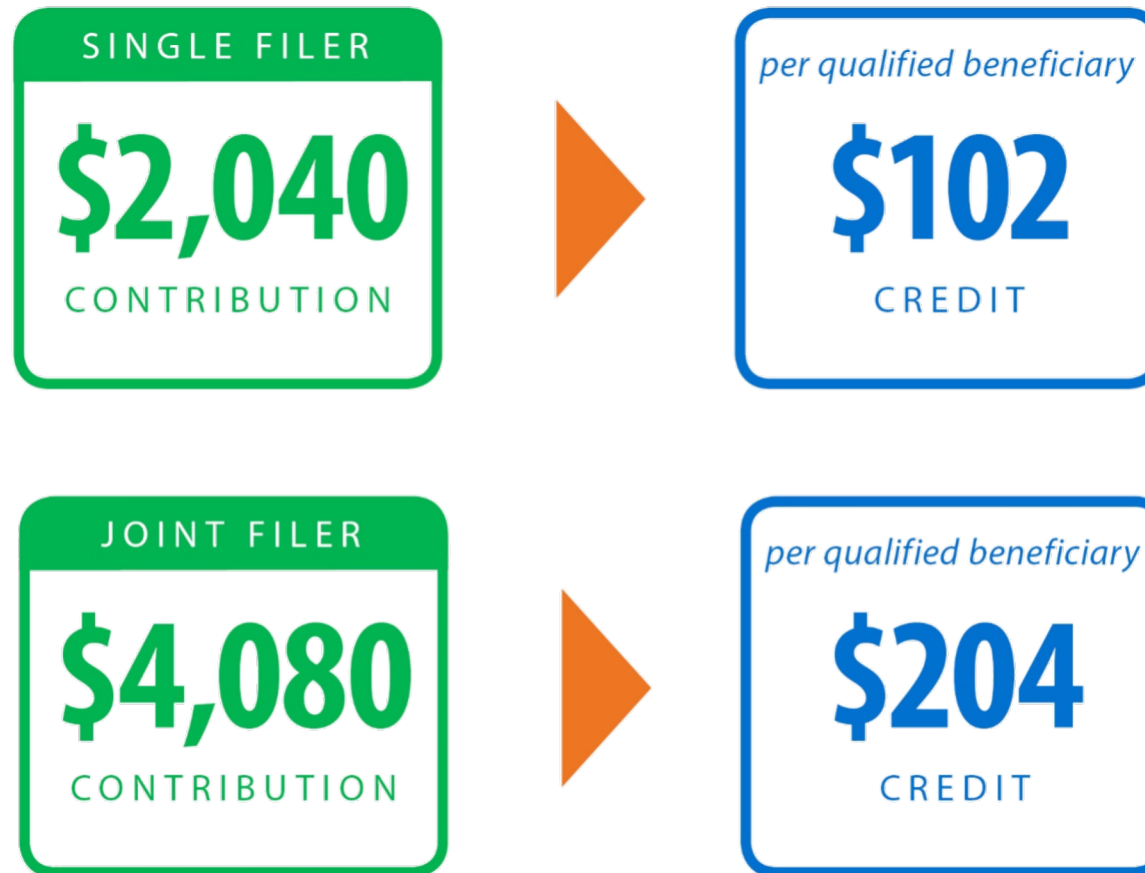 SINGLE FILER
$2,040
CONTRIBUTION
per qualified beneficiary
$102
CREDIT
JOINT FILER
$4,080
CONTRIBUTION
per qualified beneficiary
$204
CREDIT